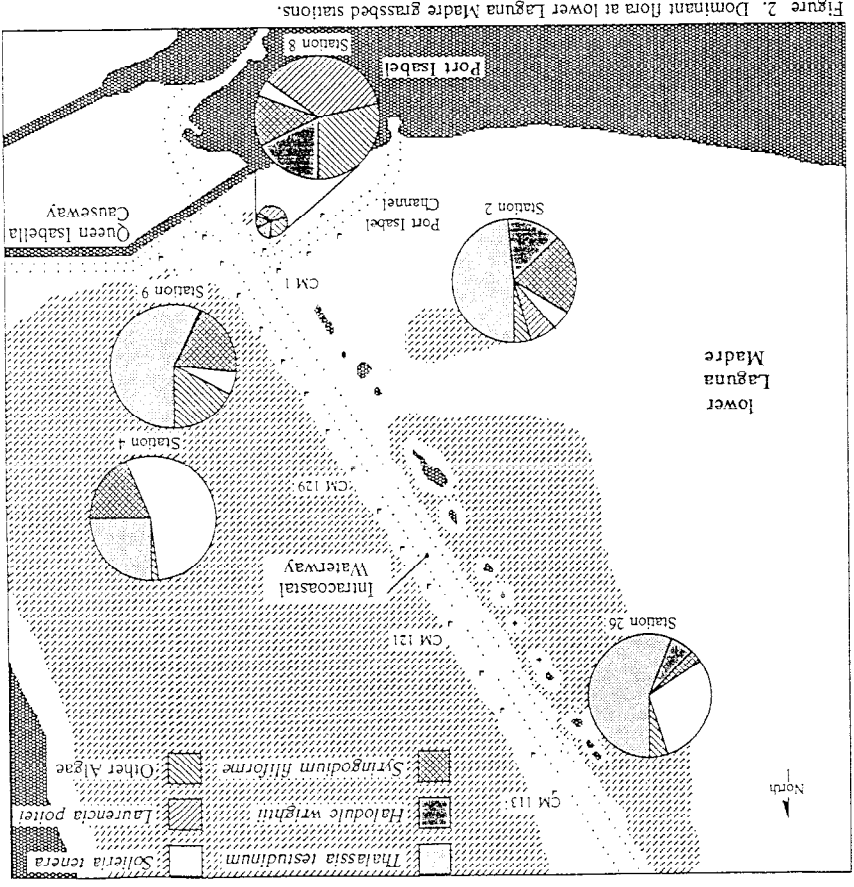 Thalassia testudinum
Solieria tenera
Halodule wrightii
Laurencia poitei
Syringodium filiforme
Other Algae
CM 113
North
CM 121
Station 26
Intracoastal
Waterway
CM 129
Station 4
lower
Laguna
Madre
Station 9
CM 1
Station 2
Port Isabel
Channel
Queen Isabella
Causeway
Port Isabel
Station 8
Figure 2. Dominant flora at lower Laguna Madre grassbed stations.